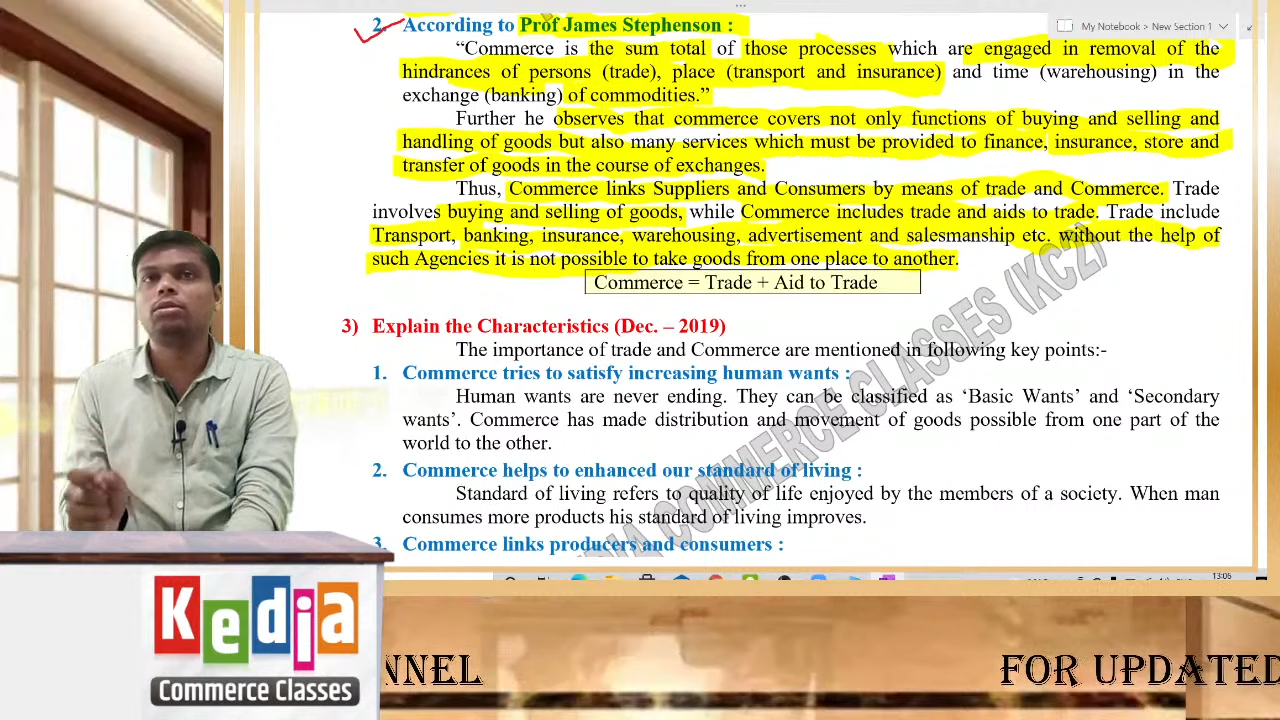 2. According to Prof James Stephenson :
My Notebook > New Section 1
“Commerce is the sum total of those processes which are engaged in removal of the
hindrances of persons (trade), place (transport and insurance) and time (warehousing) in the
exchange (banking) of commodities.”
Further he observes that commerce covers not only functions of buying and selling and
handling of goods but also many services which must be provided to finance, insurance, store and
transfer of goods in the course of exchanges.
Thus, Commerce links Suppliers and Consumers by means of trade and Commerce. Trade
involves buying and selling of goods, while Commerce includes trade and aids to trade. Trade include
Transport, banking, insurance, warehousing, advertisement and salesmanship etc. without the help of
such Agencies it is not possible to take goods from one place to another.
Commerce = Trade + Aid to Trade
3) Explain the Characteristics (Dec. – 2019)
The importance of trade and Commerce are mentioned in following key points:-
1. Commerce tries to satisfy increasing human wants :
Human wants are never ending. They can be classified as ‘Basic Wants’ and ‘Secondary
wants’. Commerce has made distribution and movement of goods possible from one part of the
world to the other.
2. Commerce helps to enhanced our standard of living :
Standard of living refers to quality of life enjoyed by the members of a society. When man
consumes more products his standard of living improves.
3. Commerce links producers and consumers :
COMMERCE CLASSES (KC2)
13:06
Kedia
Commerce Classes
NNEL
FOR UPDATED